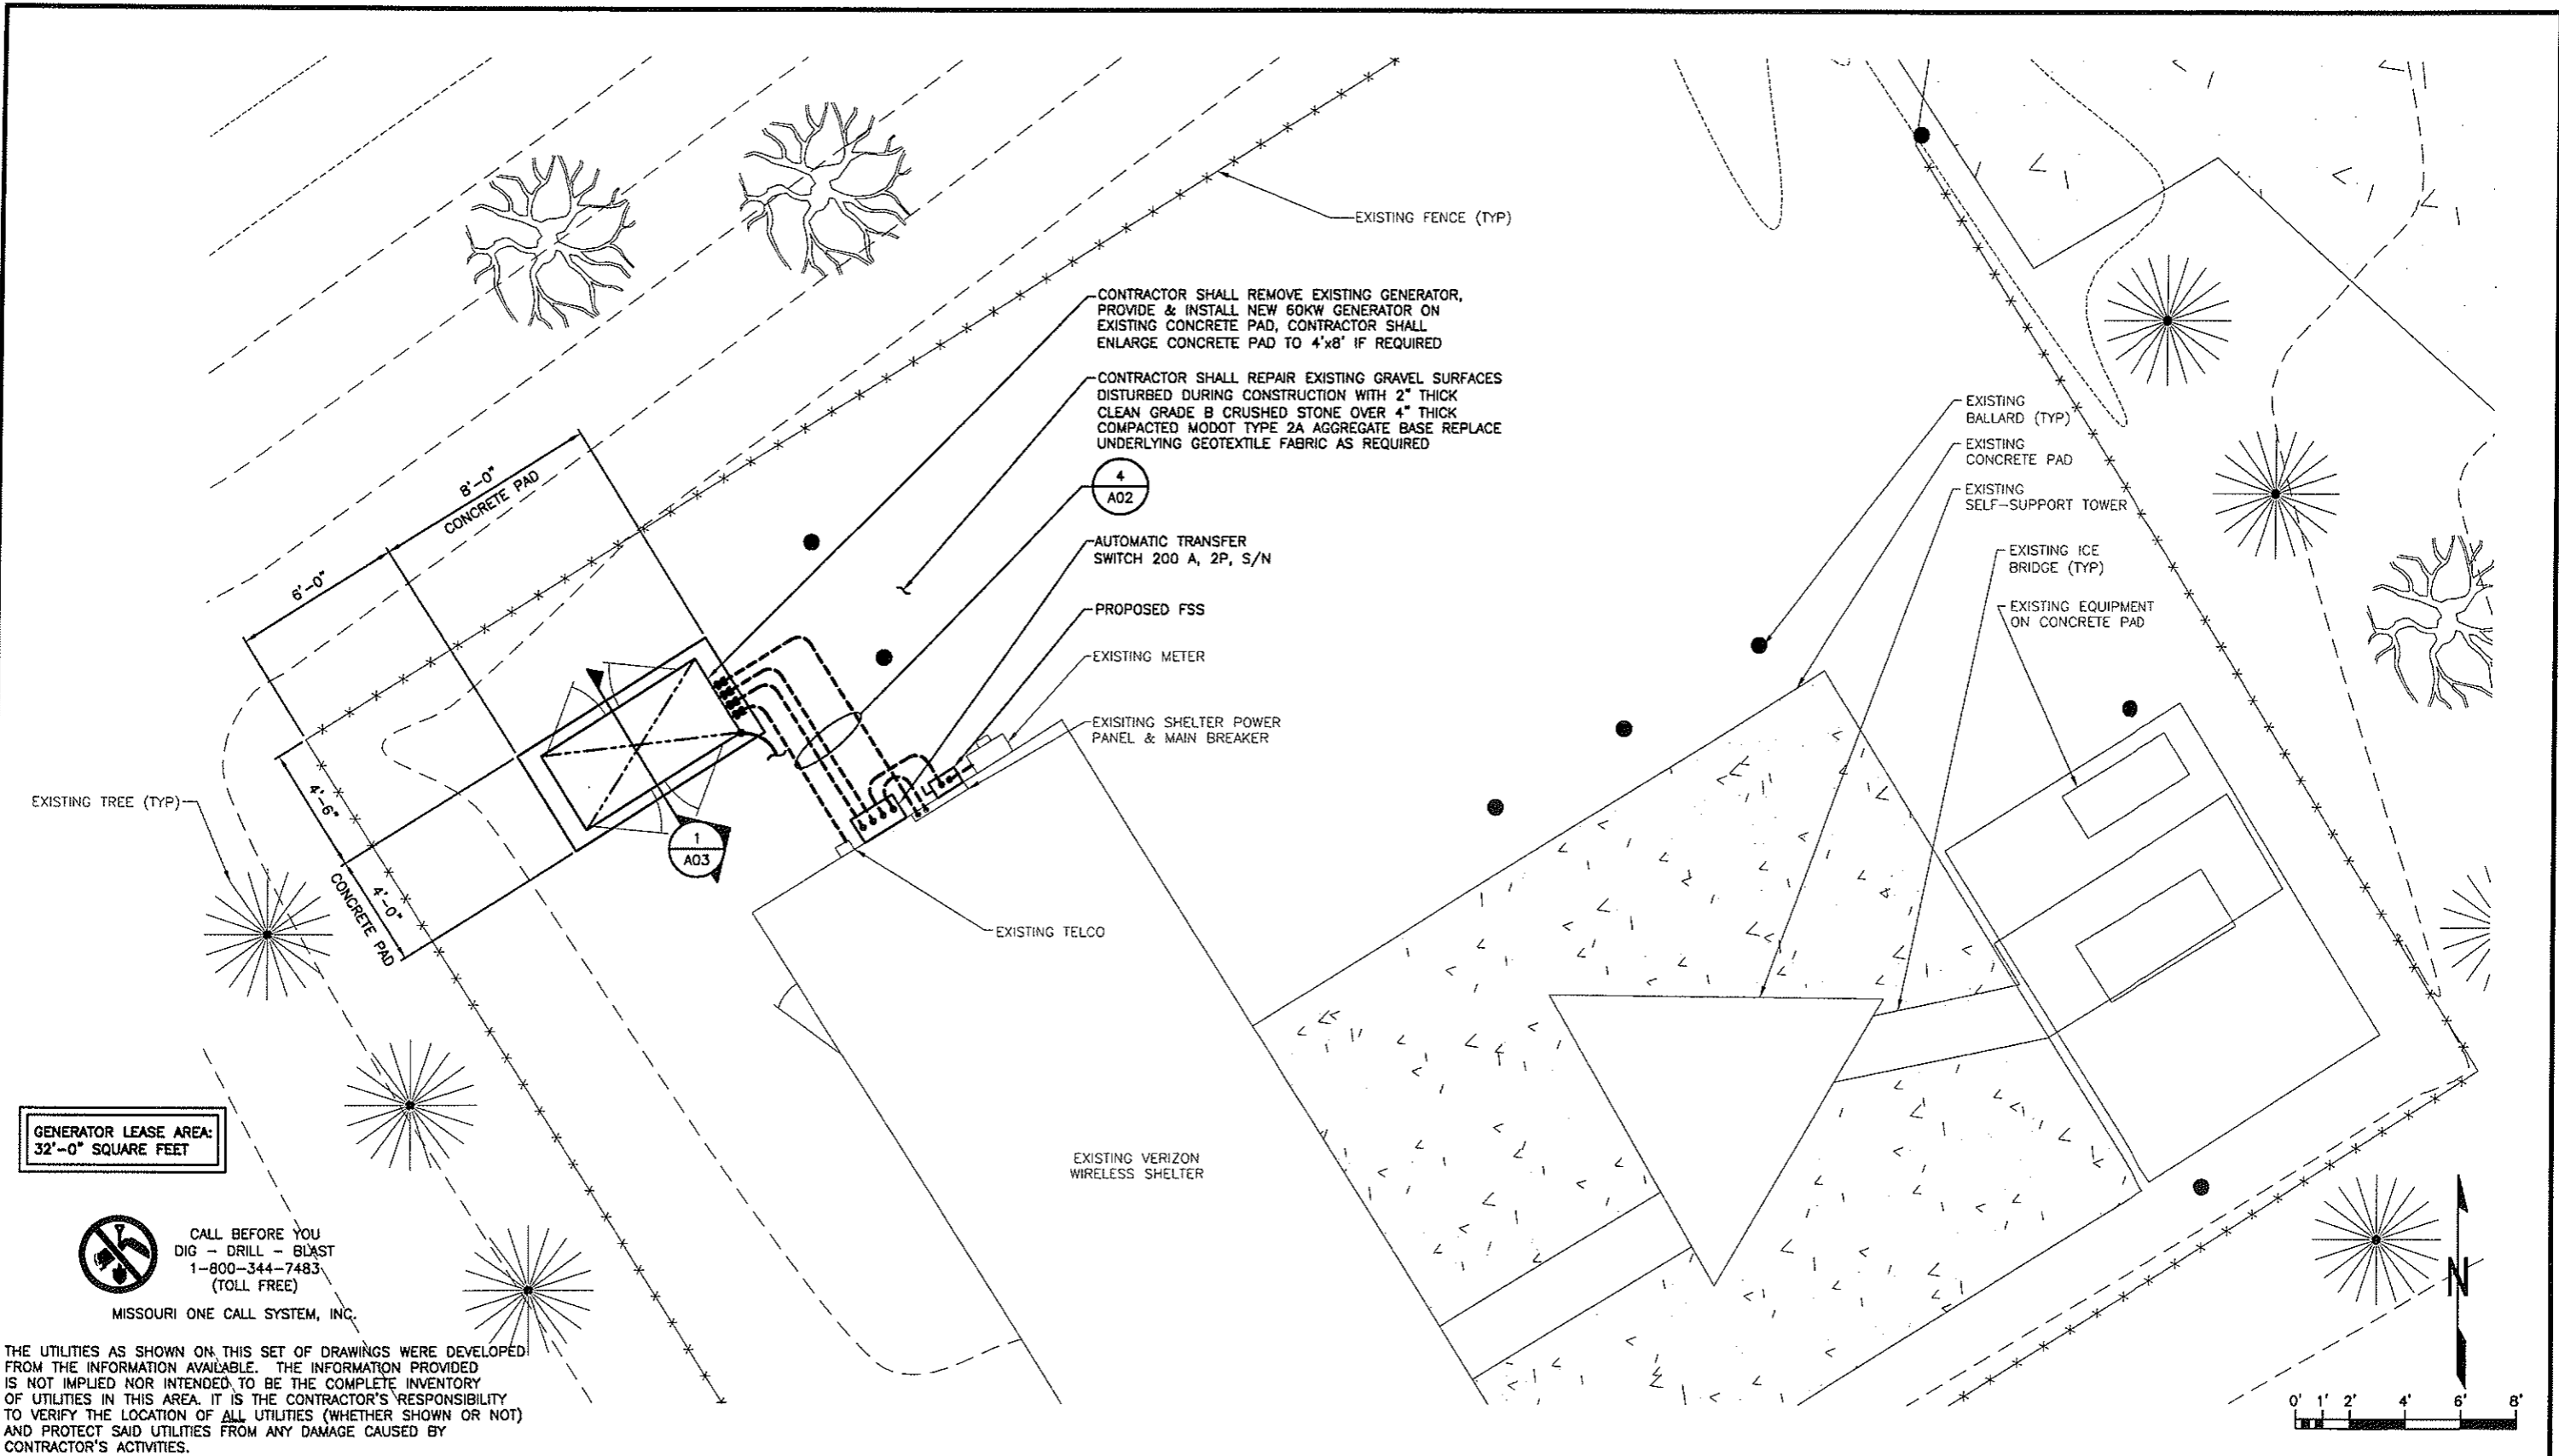 EXISTING FENCE (TYP)
CONTRACTOR SHALL REMOVE EXISTING GENERATOR,
PROVIDE & INSTALL NEW 60KW GENERATOR ON
EXISTING CONCRETE PAD, CONTRACTOR SHALL
ENLARGE CONCRETE PAD TO 4'x8' IF REQUIRED
CONTRACTOR SHALL REPAIR EXISTING GRAVEL SURFACES
DISTURBED DURING CONSTRUCTION WITH 2" THICK
CLEAN GRADE B CRUSHED STONE OVER 4" THICK
COMPACTED MODOT TYPE 2A AGGREGATE BASE REPLACE
UNDERLYING GEOTEXTILE FABRIC AS REQUIRED
4
A02
AUTOMATIC TRANSFER
SWITCH 200 A, 2P, S/N
PROPOSED FSS
EXISTING METER
EXISITING SHELTER POWER
PANEL & MAIN BREAKER
EXISTING
BALLARD (TYP)
EXISTING
CONCRETE PAD
EXISTING
SELF-SUPPORT TOWER
EXISTING ICE
BRIDGE (TYP)
EXISTING EQUIPMENT
ON CONCRETE PAD
8'-0"
CONCRETE PAD
6'-0"
4'-6"
4'-0"
CONCRETE PAD
EXISTING TREE (TYP)
1
A03
EXISTING TELCO
EXISTING VERIZON
WIRELESS SHELTER
GENERATOR LEASE AREA:
32'-0" SQUARE FEET
CALL BEFORE YOU
DIG - DRILL - BLAST
1-800-344-7483
(TOLL FREE)
MISSOURI ONE CALL SYSTEM, INC.
THE UTILITIES AS SHOWN ON THIS SET OF DRAWINGS WERE DEVELOPED
FROM THE INFORMATION AVAILABLE. THE INFORMATION PROVIDED
IS NOT IMPLIED NOR INTENDED TO BE THE COMPLETE INVENTORY
OF UTILITIES IN THIS AREA. IT IS THE CONTRACTOR'S RESPONSIBILITY
TO VERIFY THE LOCATION OF ALL UTILITIES (WHETHER SHOWN OR NOT)
AND PROTECT SAID UTILITIES FROM ANY DAMAGE CAUSED BY
CONTRACTOR'S ACTIVITIES.
N
0' 1' 2' 4' 6' 8'